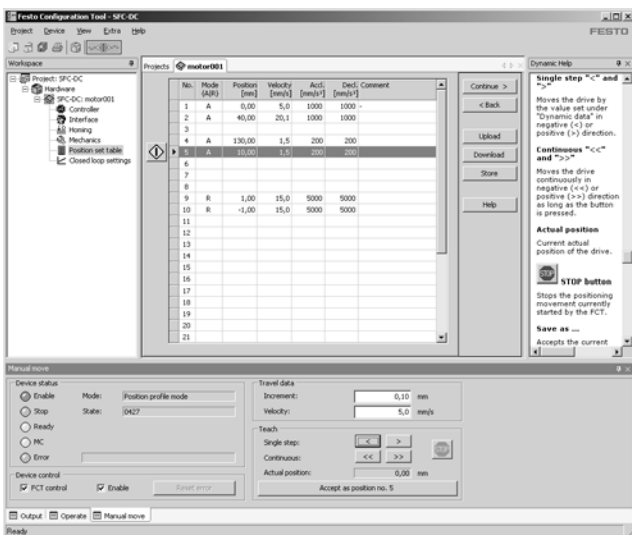 Festo Configuration Tool - SFC-DC
Project Device View Extra Help
FESTO
Workspace
Project: SFC-DC
Hardware
SFC-DC: motor001
Controller
Interface
Homing
Mechanics
Position set table
Closed loop settings
Projects motor001
No. Mode (A|R) Position [mm] Velocity [mm/s] Accl. [mm/s²] Decl. [mm/s²] Comment
1 A 0,00 5,0 1000 1000 -
2 A 40,00 20,1 1000 1000
3
4 A 130,00 1,5 200 200
5 A 10,00 1,5 200 200
6
7
8
9 R 1,00 15,0 5000 5000
10 R -1,00 15,0 5000 5000
11
12
13
14
15
16
17
18
19
20
21
Continue >
< Back
Upload
Download
Store
Help
Dynamic Help
Single step "<" and
">"
Moves the drive by
the value set under
"Dynamic data" in
negative (<) or
positive (>) direction.
Continuous "<<"
and ">>"
Moves the drive
continuously in
negative (<<) or
positive (>>) direction
as long as the button
is pressed.
Actual position
Current actual
position of the drive.
STOP STOP button
Stops the positioning
movement currently
started by the FCT.
Save as ...
Accepts the current
Manual move
Device status
Enable Mode: Position profile mode
Stop State: 0427
Ready
MC
Error
Device control
FCT control Enable Reset error
Travel data
Increment: 0,10 mm
Velocity: 5,0 mm/s
Teach
Single step: < >
Continuous: << >>
STOP
Actual position: 0,00 mm
Accept as position no. 5
Output Operate Manual move
Ready